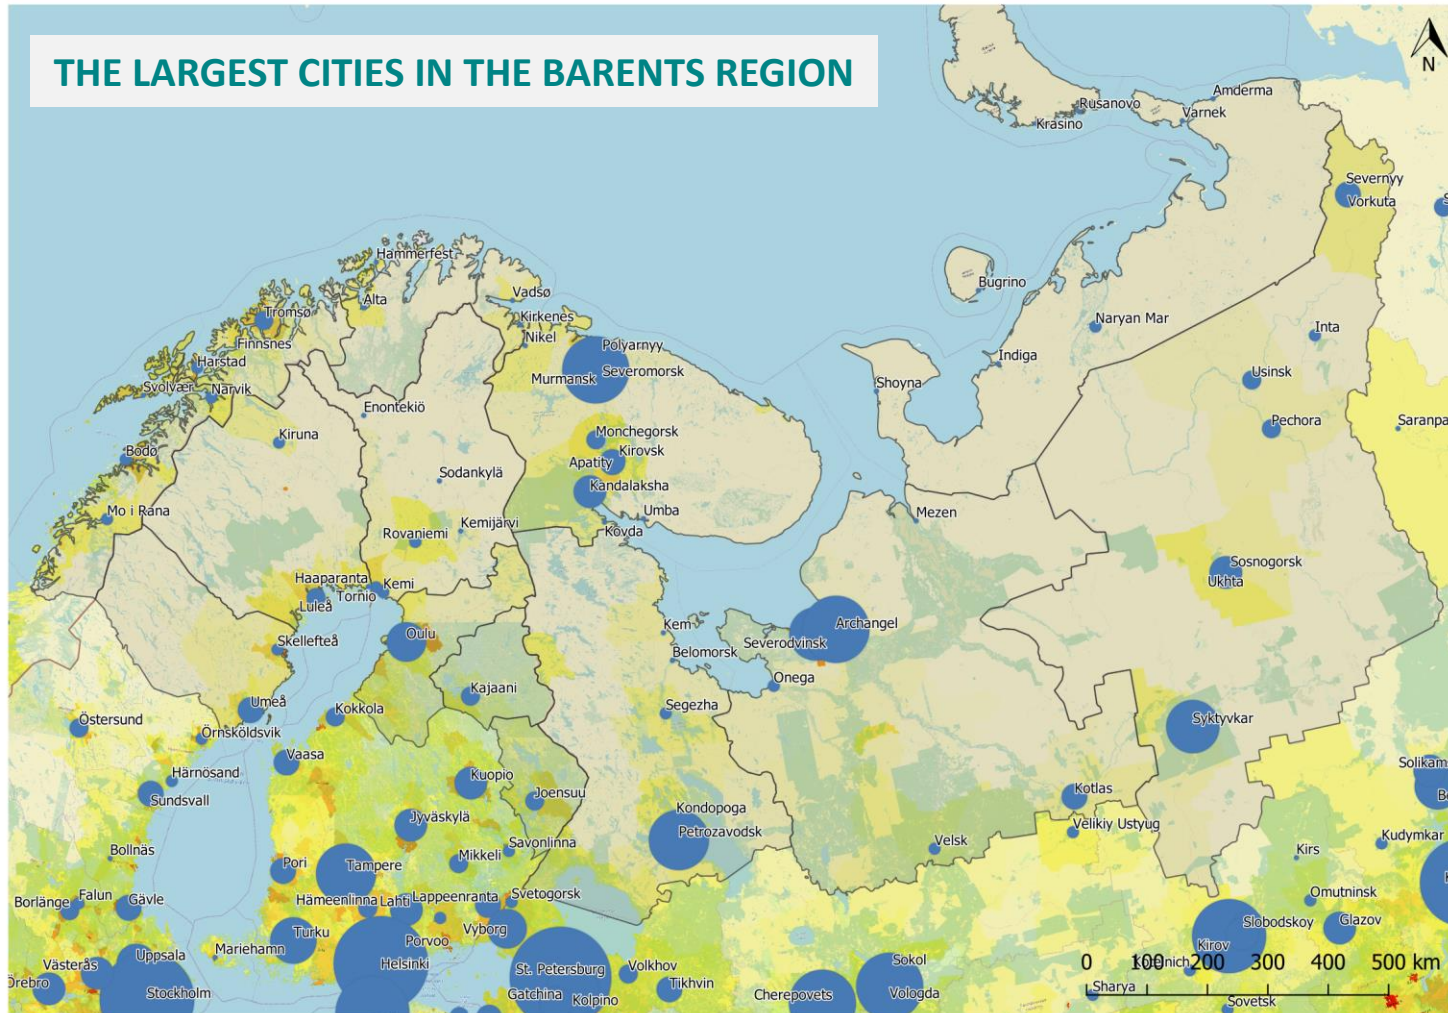 THE LARGEST CITIES IN THE BARENTS REGION
N
Amderma
Rusanovo
Varnek
Krasino
Severnyy
Vorkuta
Hammerfest
Bugrino
Vadsø
Alta
Tromsø
Kirkenes
Naryan Mar
Inta
Finnsnes
Nikel
Polyarnyy
Harstad
Indiga
Severomorsk
Murmansk
Usinsk
Svolvær
Shoyna
Narvik
Enontekiö
Pechora
Saranpa
Kiruna
Monchegorsk
Bodø
Kirovsk
Apatity
Sodankylä
Kandalaksha
Mo i Rana
Umba
Mezen
Kemijärvi
Kovda
Rovaniemi
Sosnogorsk
Haaparanta
Ukhta
Kemi
Tornio
Luleå
Archangel
Kem
Oulu
Severodvinsk
Skellefteå
Belomorsk
Onega
Kajaani
Umeå
Segezha
Kokkola
Östersund
Syktyvkar
Örnsköldsvik
Vaasa
Solikams
Härnösand
Kuopio
Joensuu
Kotlas
Sundsvall
Kondopoga
Jyväskylä
Petrozavodsk
Velikiy Ustyug
Kudymkar
Bollnäs
Savonlinna
Velsk
Kirs
Pori
Tampere
Mikkeli
Falun
Borlänge
Gävle
Hämeenlinna
Lahti
Lappeenranta
Svetogorsk
Omutninsk
Slobodskoy
Glazov
Turku
Vyborg
Porvoo
Kirov
Mariehamn
Uppsala
Helsinki
Sokol
Västerås
St. Petersburg
Volkhov
0 100 200 300 400 500 km
Örebro
Stockholm
Gatchina
Kolpino
Tikhvin
Cherepovets
Vologda
Sharya
Sovetsk